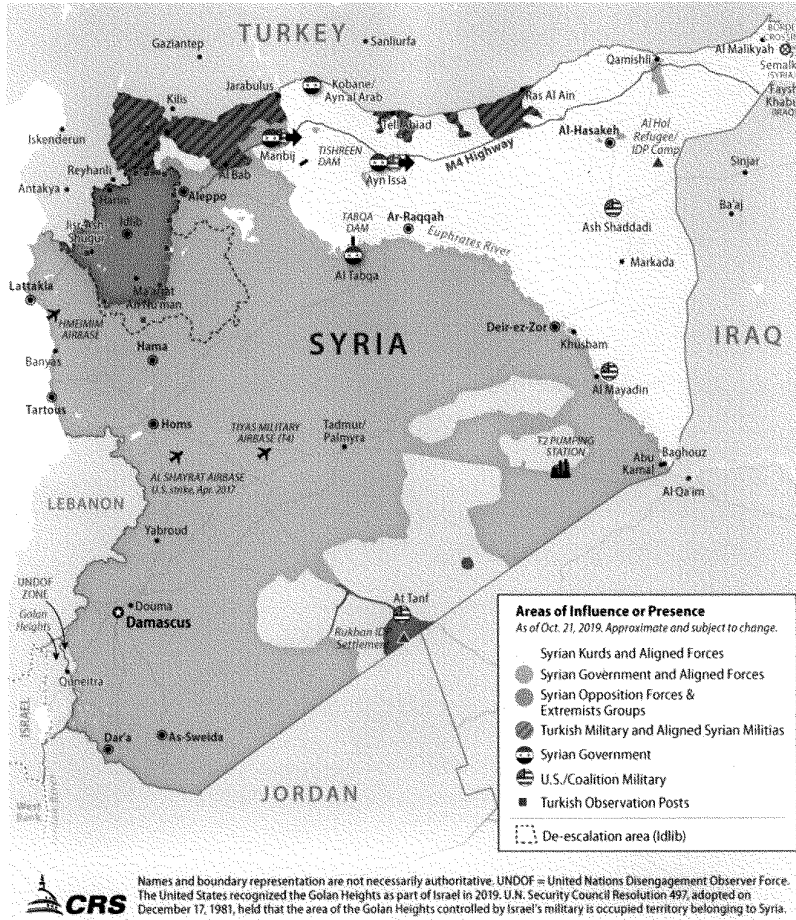 TURKEY
Gaziantep
Sanliurfa
BORDER
CROSSING
Al Malikyah
Semalka
(SYRIA)
Faysh
Khabur
(IRAQ)
Qamishli
Jarabulus
Kobane/
Ayn'al Arab
Ras Al Ain
Kilis
Tell Abiad
Al-Hasakeh
Al Hol
Refugee/
IDP Camp
Iskenderun
Manbij
TISHREEN
DAM
M4 Highway
Reyhanli
Al Bab
Ayn Issa
Sinjar
Antakya
Harim
Aleppo
Ba'aj
Idlib
Jisr Ash
Shugur
TABQA
DAM
Ar-Raqqah
Euphrates River
Ash Shaddadi
Markada
Al Tabqa
Lattakia
Ma'arrat
An Nu'man
HMEIMIM
AIRBASE
SYRIA
Deir-ez-Zor
IRAQ
Hama
Khusham
Banyas
Al Mayadin
Tartous
Homs
TIYAS MILITARY
AIRBASE (T4)
Tadmur/
Palmyra
T2 PUMPING
STATION
Abu
Kamal
Baghouz
AL SHAYRAT AIRBASE
U.S. strike, Apr. 2017
Al Qa'im
LEBANON
Yabroud
UNDOF
ZONE
Golan
Heights
Douma
Damascus
At Tanf
Rukban IDP
Settlement
Quneitra
ISRAEL
Dar'a
As-Sweida
West
Bank
JORDAN
Areas of Influence or Presence
As of Oct. 21, 2019. Approximate and subject to change.
Syrian Kurds and Aligned Forces
Syrian Government and Aligned Forces
Syrian Opposition Forces &
Extremists Groups
Turkish Military and Aligned Syrian Militias
Syrian Government
U.S./Coalition Military
Turkish Observation Posts
De-escalation area (Idlib)
CRS
Names and boundary representation are not necessarily authoritative. UNDOF = United Nations Disengagement Observer Force.
The United States recognized the Golan Heights as part of Israel in 2019. U.N. Security Council Resolution 497, adopted on
December 17, 1981, held that the area of the Golan Heights controlled by Israel's military is occupied territory belonging to Syria.